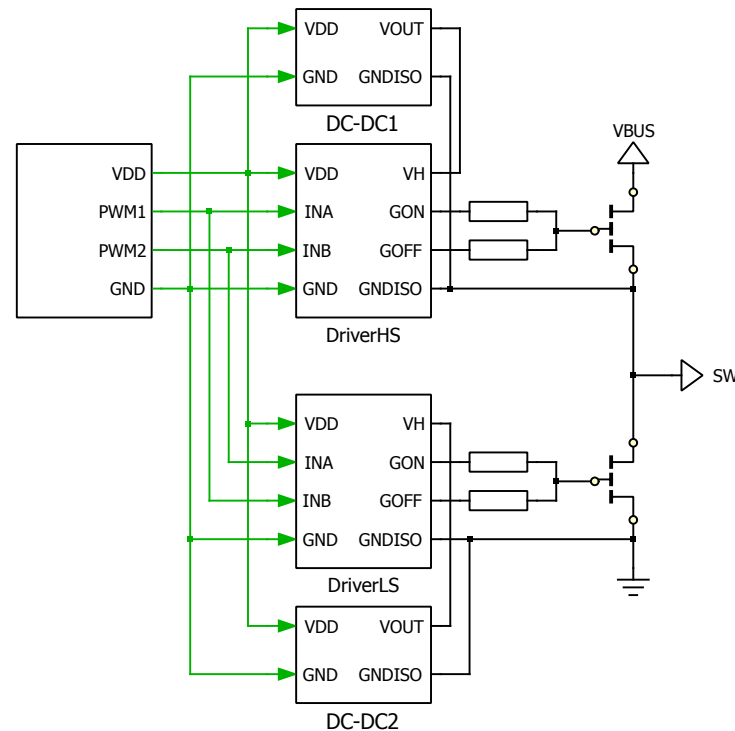 VDD VOUT
GND GNDISO
DC-DC1
VBUS
VDD
PWM1
PWM2
GND
VDD VH
INA GON
INB GOFF
GND GNDISO
DriverHS
SW
VDD VH
INA GON
INB GOFF
GND GNDISO
DriverLS
VDD VOUT
GND GNDISO
DC-DC2